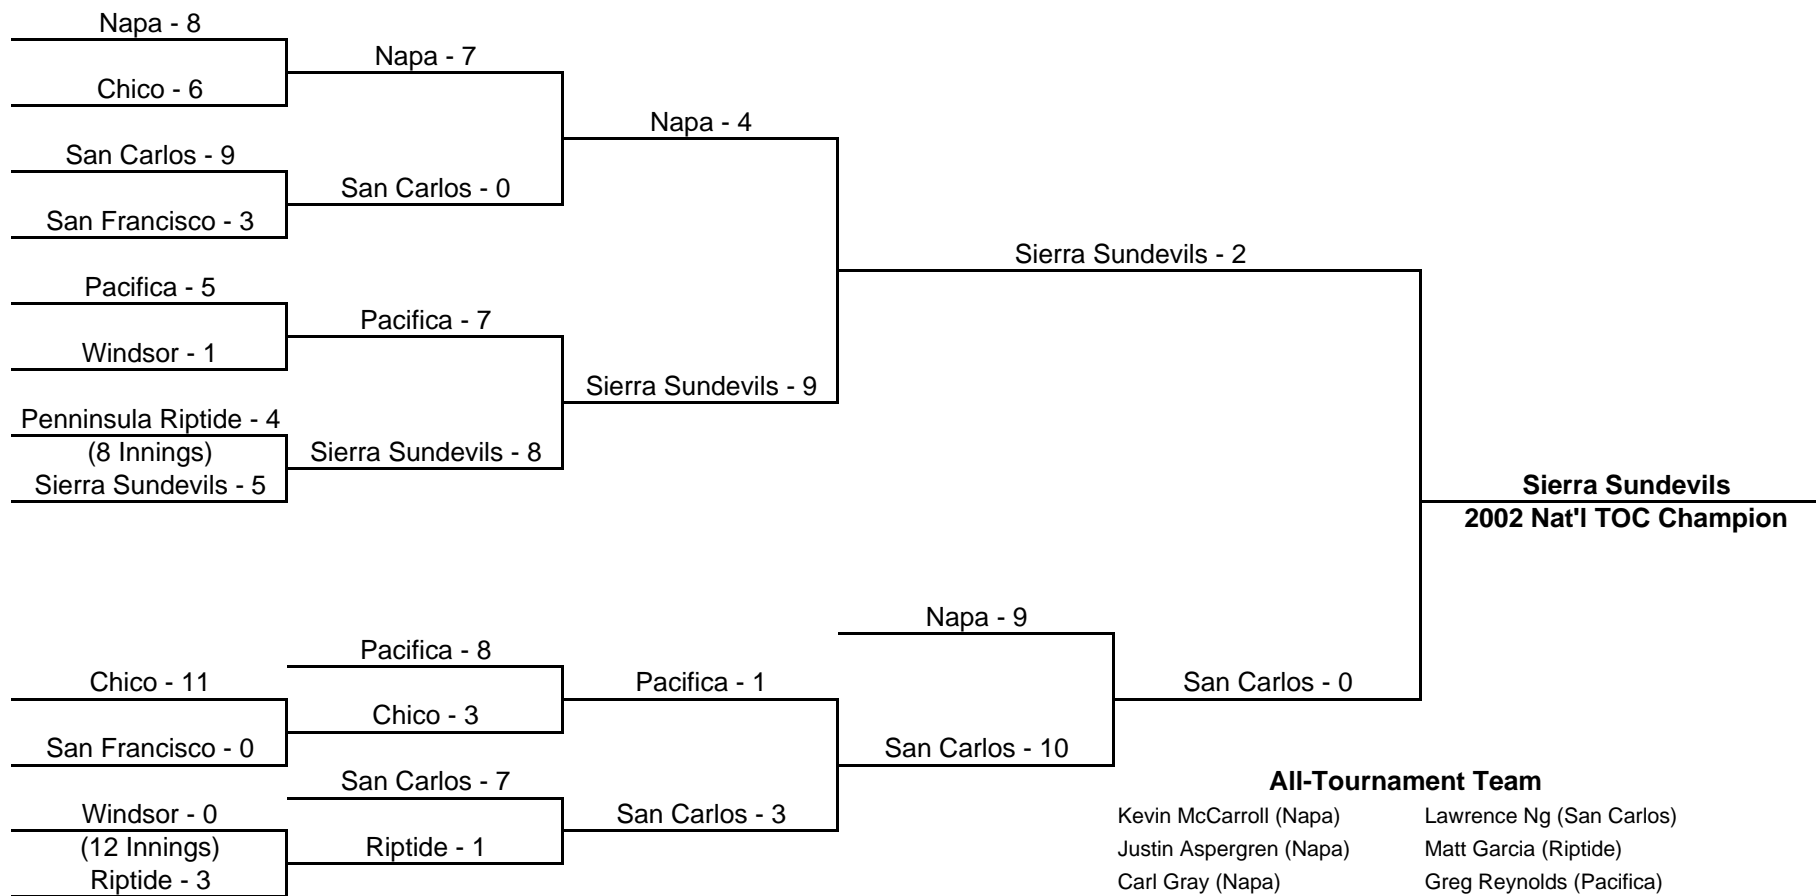 Napa - 8
Napa - 7
Chico - 6
Napa - 4
San Carlos - 9
San Carlos - 0
San Francisco - 3
Sierra Sundevils - 2
Pacifica - 5
Pacifica - 7
Windsor - 1
Sierra Sundevils - 9
Penninsula Riptide - 4
(8 Innings)
Sierra Sundevils - 8
Sierra Sundevils - 5
Sierra Sundevils
2002 Nat'l TOC Champion
Napa - 9
Pacifica - 8
Chico - 11
Pacifica - 1
San Carlos - 0
Chico - 3
San Francisco - 0
San Carlos - 10
San Carlos - 7
All-Tournament Team
Windsor - 0
San Carlos - 3
Kevin McCarroll (Napa)
Lawrence Ng (San Carlos)
(12 Innings)
Riptide - 1
Justin Aspergren (Napa)
Matt Garcia (Riptide)
Riptide - 3
Carl Gray (Napa)
Greg Reynolds (Pacifica)